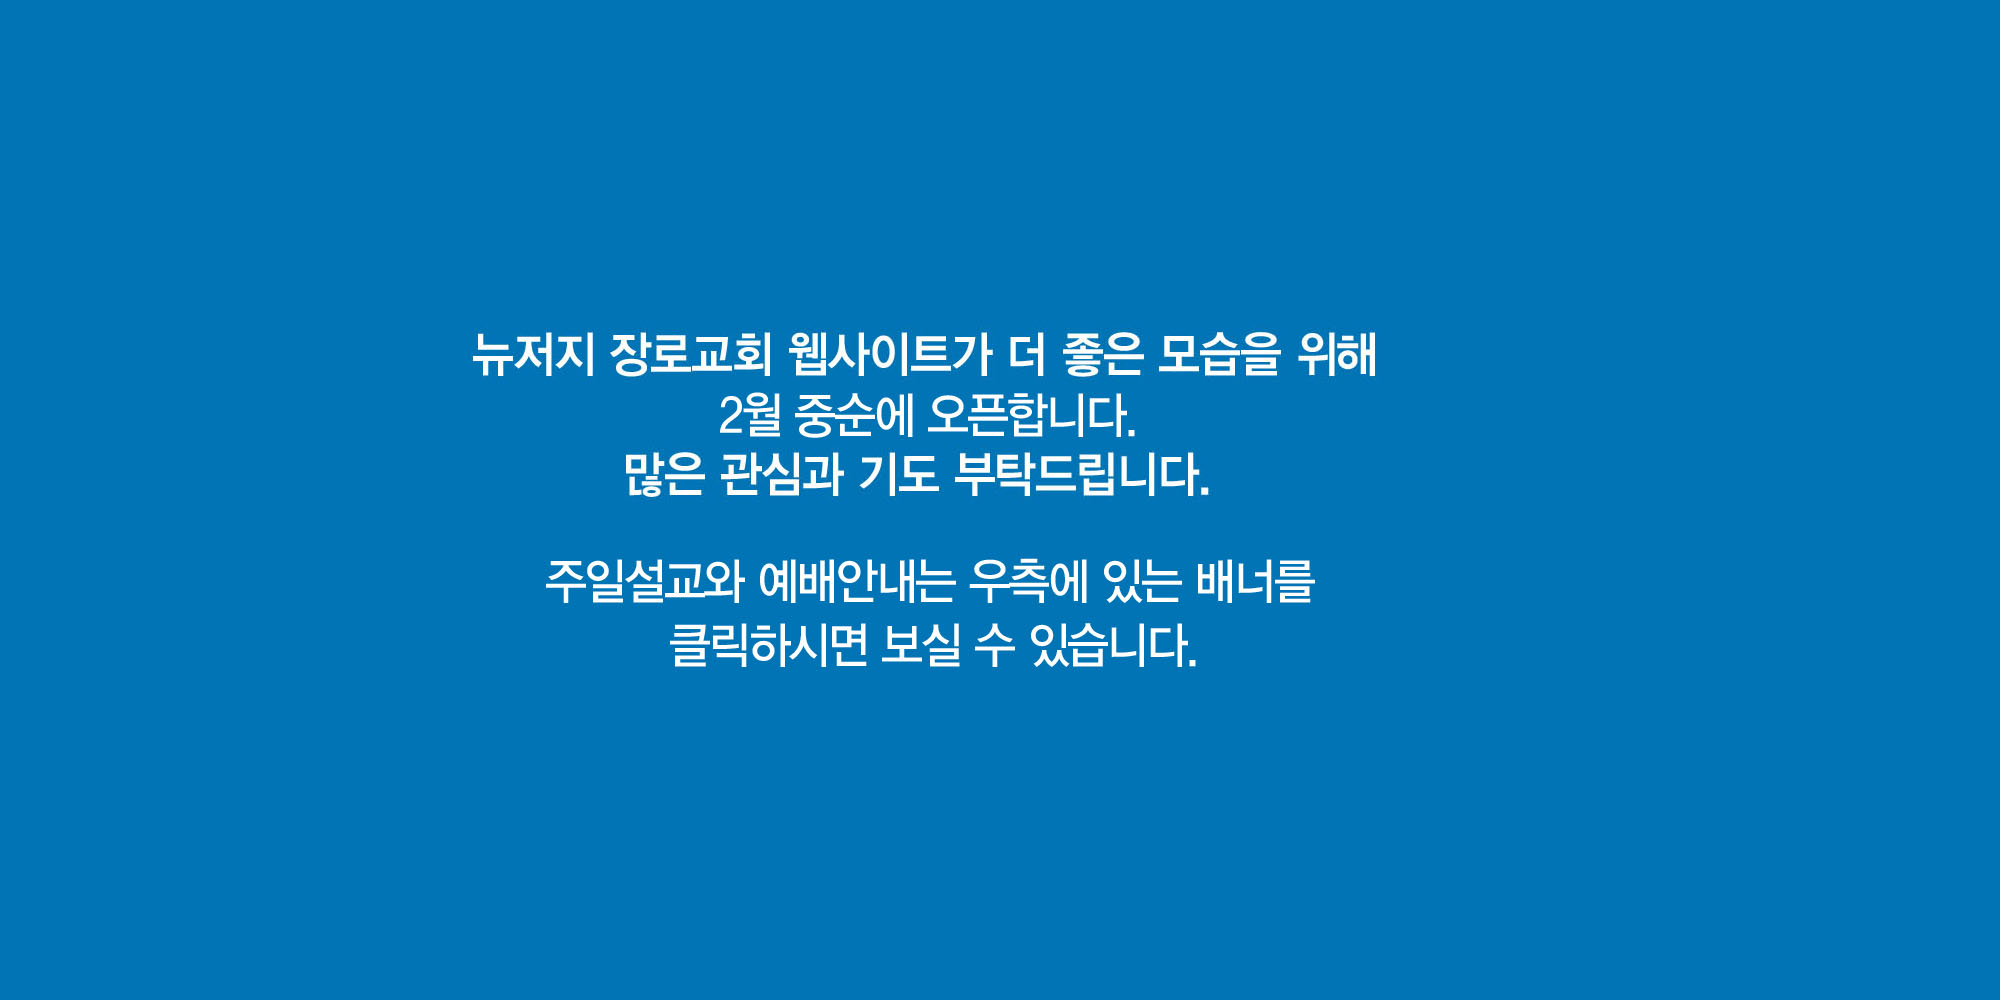 뉴저지 장로교회 웹사이트가 더 좋은 모습을 위해
2월 중순에 오픈합니다.
많은 관심과 기도 부탁드립니다.
주일설교와 예배안내는 우측에 있는 배너를
클릭하시면 보실 수 있습니다.